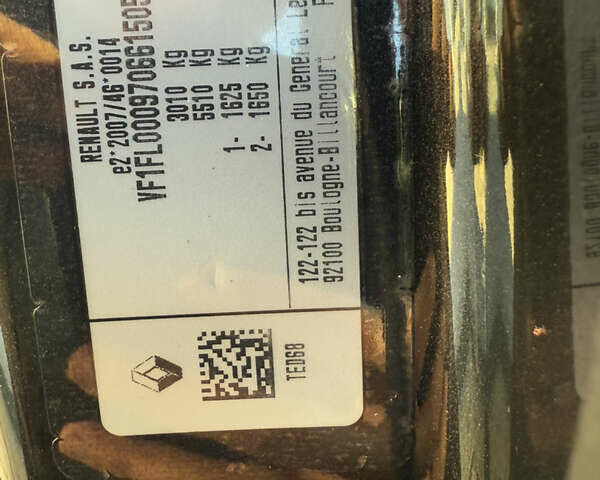 RENAULT S.A.S.
e2*2007/46*0014
VF1FL000970661505
3010 Kg
5510 Kg
1- 1625 Kg
2- 1650 Kg
122-122 bis avenue du General Le
92100 Boulogne-Billancourt F
TED68